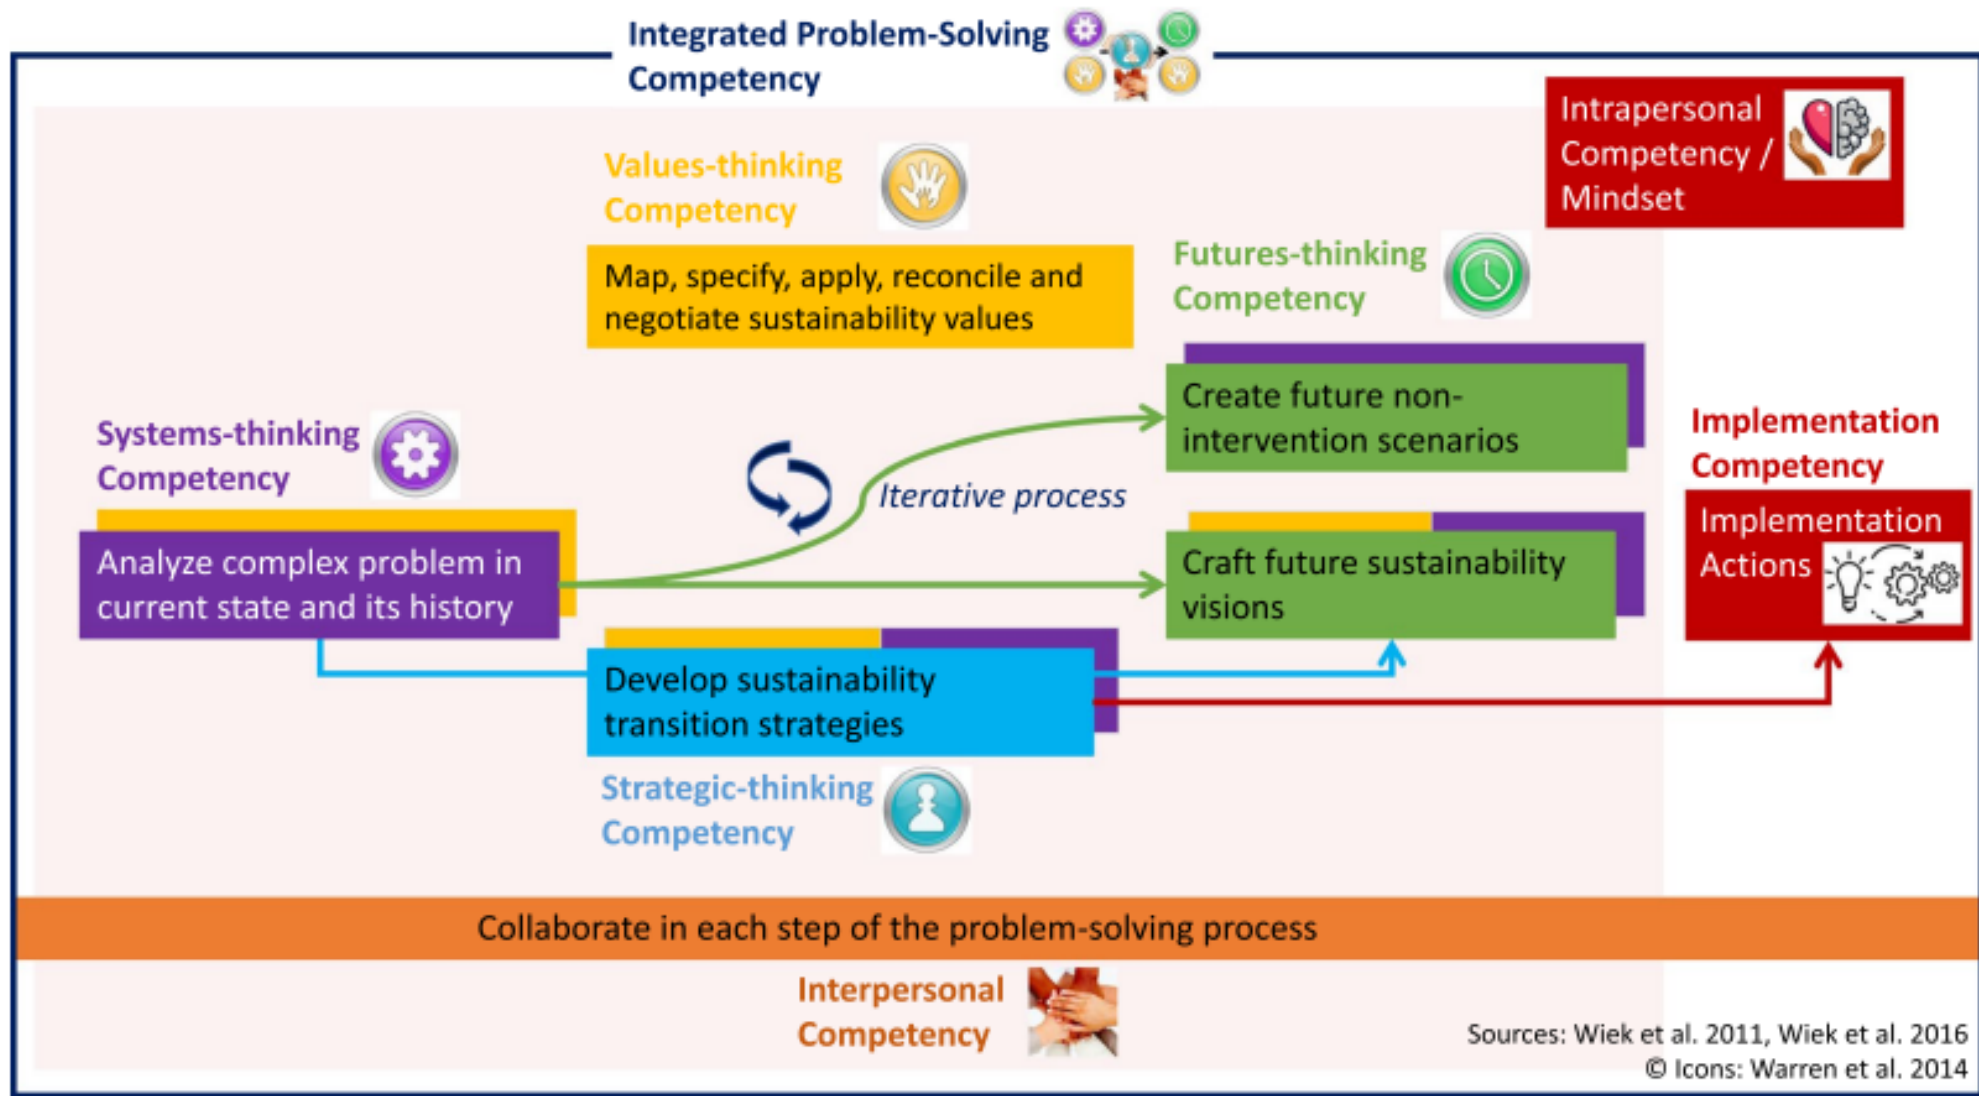 Integrated Problem-Solving
Competency
Intrapersonal
Competency /
Mindset
Values-thinking
Competency
Map, specify, apply, reconcile and
negotiate sustainability values
Futures-thinking
Competency
Create future non-
intervention scenarios
Systems-thinking
Competency
Analyze complex problem in
current state and its history
Iterative process
Craft future sustainability
visions
Implementation
Competency
Implementation
Actions
Develop sustainability
transition strategies
Strategic-thinking
Competency
Collaborate in each step of the problem-solving process
Interpersonal
Competency
Sources: Wiek et al. 2011, Wiek et al. 2016
© Icons: Warren et al. 2014